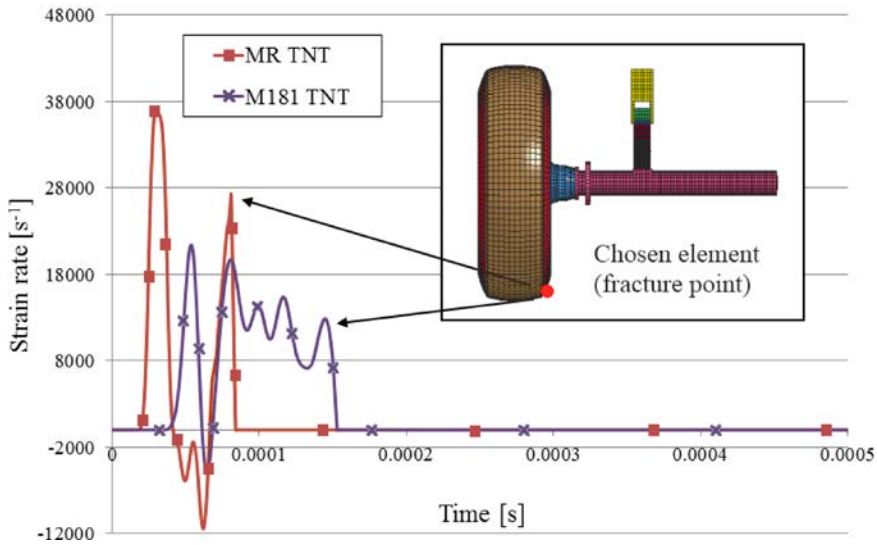 48000
38000
28000
18000
8000
-2000
-12000
Strain rate [s⁻¹]
MR TNT
M181 TNT
Chosen element
(fracture point)
0
0.0001
0.0002
0.0003
0.0004
0.0005
Time [s]